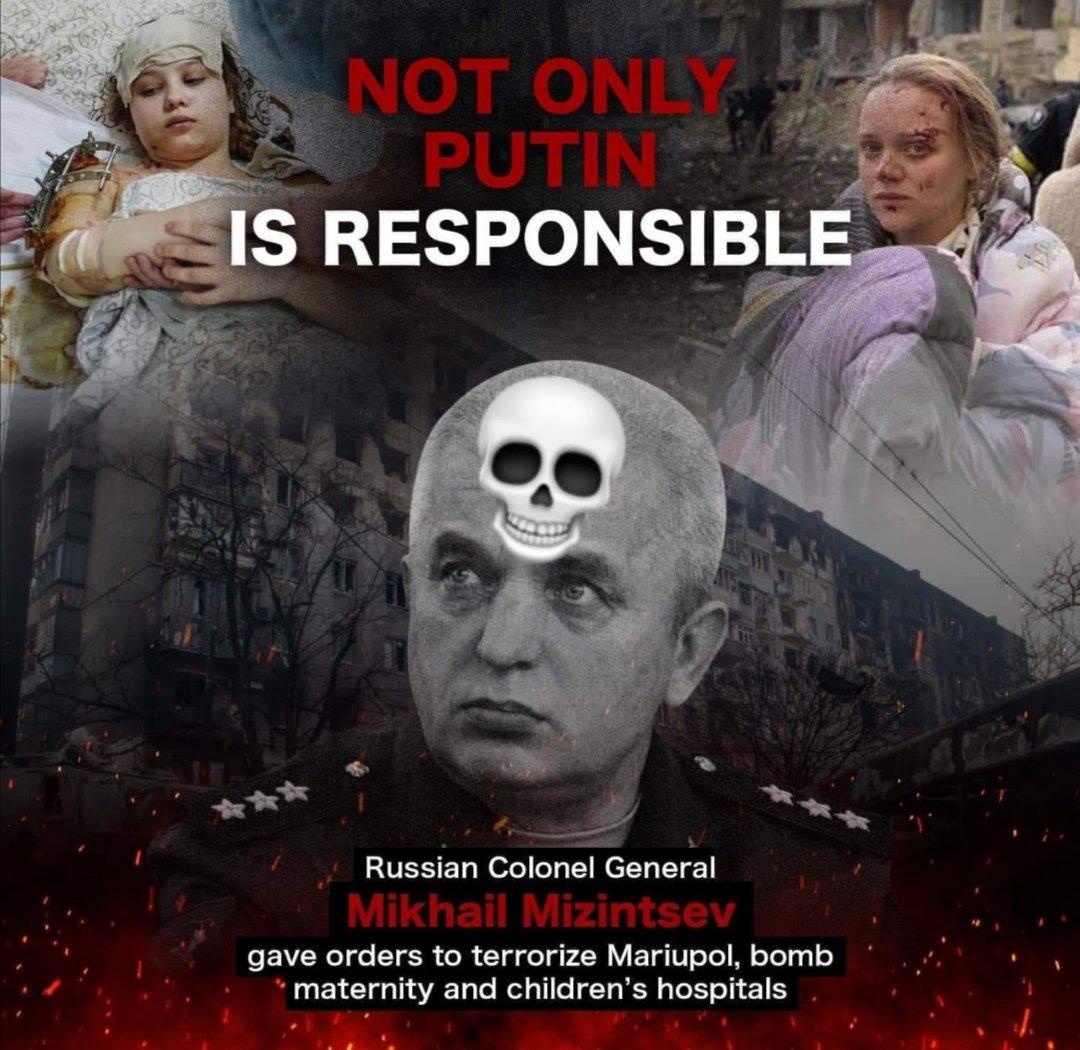 NOT ONLY
PUTIN
IS RESPONSIBLE
Russian Colonel General
Mikhail Mizintsev
gave orders to terrorize Mariupol, bomb
maternity and children's hospitals